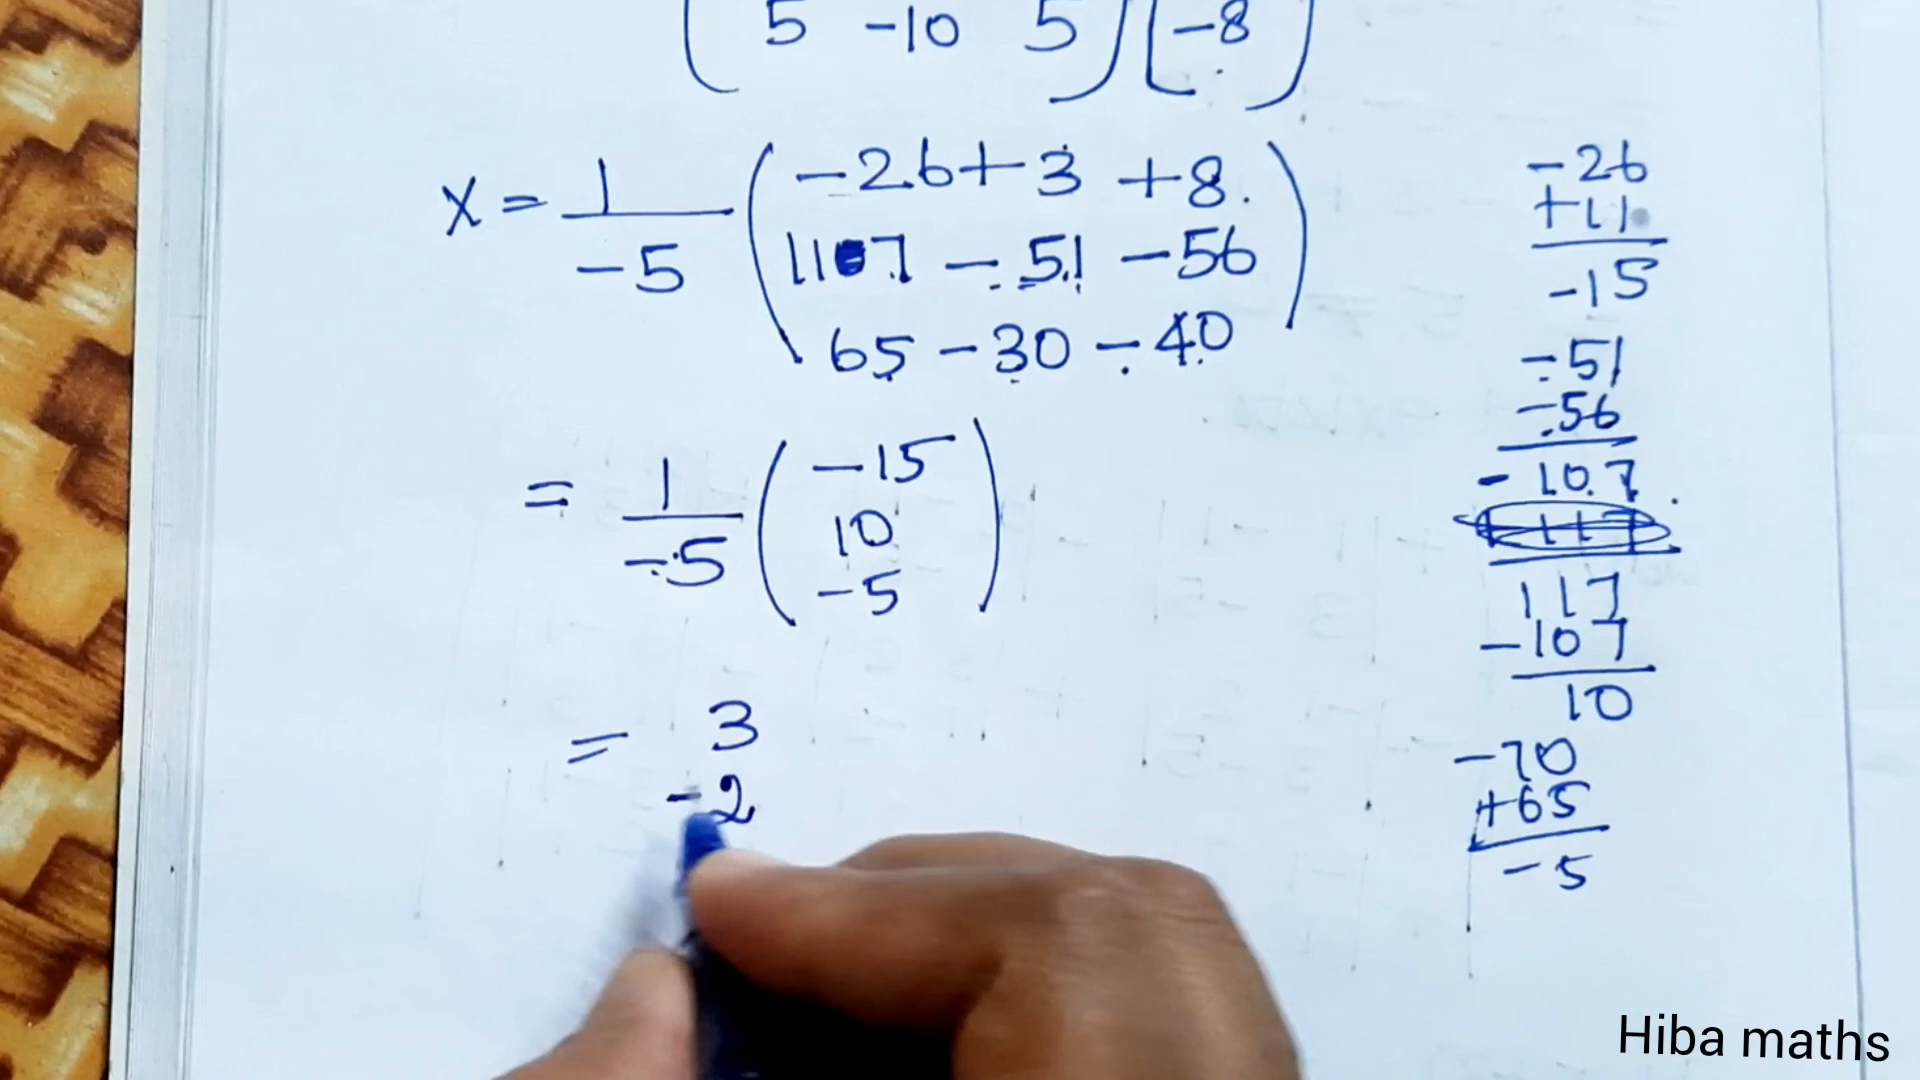 5 -10 5 -8
X = 1/-5 ( -26 + 3 + 8
117 - 51 - 56
65 - 30 - 40 )
= 1/-5 ( -15
10
-5 )
= 3
-2
-26
+11
-15
-51
-56
-107
117
-107
10
-70
+65
-5
Hiba maths